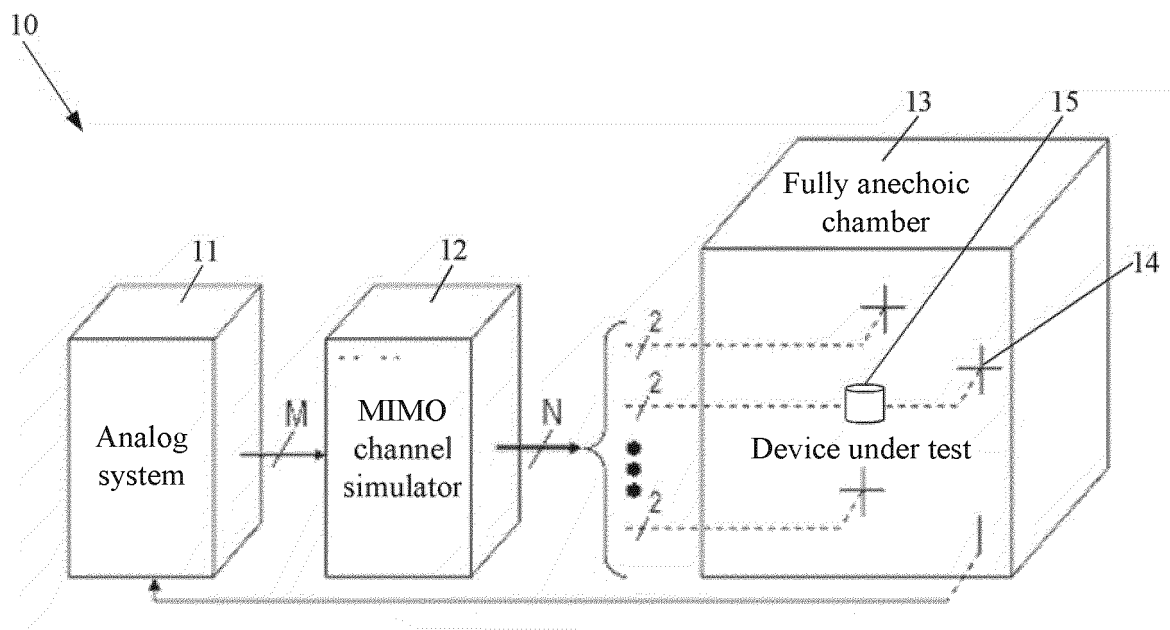 10
13
15
Fully anechoic
chamber
11
12
14
2
2
M
N
Analog
system
MIMO
channel
simulator
Device under test
2